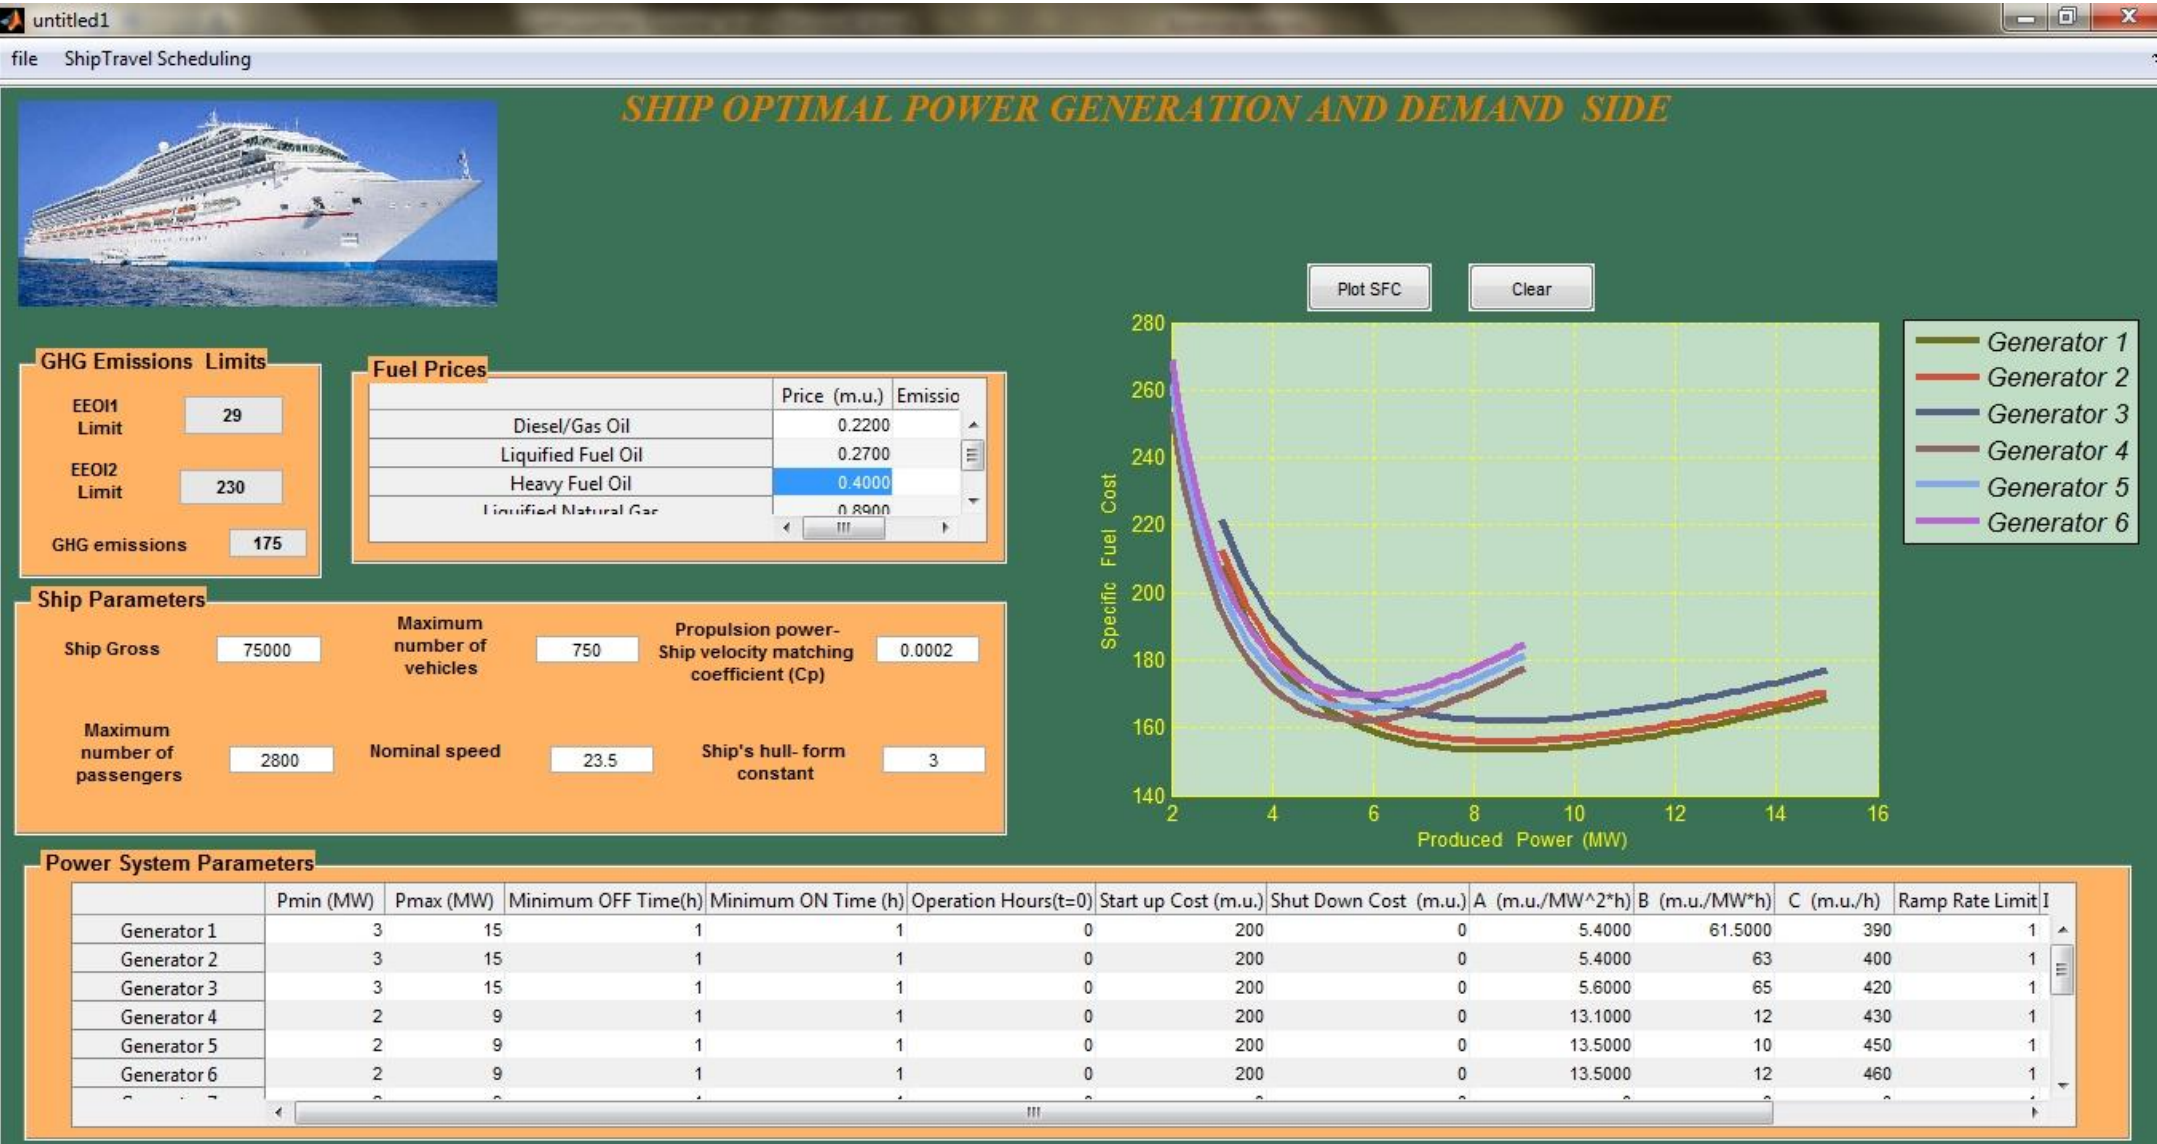 untitled1
file ShipTravel Scheduling
SHIP OPTIMAL POWER GENERATION AND DEMAND SIDE
Plot SFC Clear
GHG Emissions Limits
EEOI1 Limit 29
EEOI2 Limit 230
GHG emissions 175
Fuel Prices
Price (m.u.) Emissio
Diesel/Gas Oil 0.2200
Liquified Fuel Oil 0.2700
Heavy Fuel Oil 0.4000
Liquified Natural Gas 0.8900
Ship Parameters
Ship Gross 75000
Maximum
number of
vehicles
750
Propulsion power-
Ship velocity matching
coefficient (Cp)
0.0002
Maximum
number of
passengers
2800
Nominal speed 23.5
Ship's hull- form
constant
3
280
260
240
220
200
180
160
140
Specific Fuel Cost
2 4 6 8 10 12 14 16
Produced Power (MW)
Generator 1
Generator 2
Generator 3
Generator 4
Generator 5
Generator 6
Power System Parameters
Pmin (MW) Pmax (MW) Minimum OFF Time(h) Minimum ON Time (h) Operation Hours(t=0) Start up Cost (m.u.) Shut Down Cost (m.u.) A (m.u./MW^2*h) B (m.u./MW*h) C (m.u./h) Ramp Rate Limit
Generator 1 3 15 1 1 0 200 0 5.4000 61.5000 390 1
Generator 2 3 15 1 1 0 200 0 5.4000 63 400 1
Generator 3 3 15 1 1 0 200 0 5.6000 65 420 1
Generator 4 2 9 1 1 0 200 0 13.1000 12 430 1
Generator 5 2 9 1 1 0 200 0 13.5000 10 450 1
Generator 6 2 9 1 1 0 200 0 13.5000 12 460 1